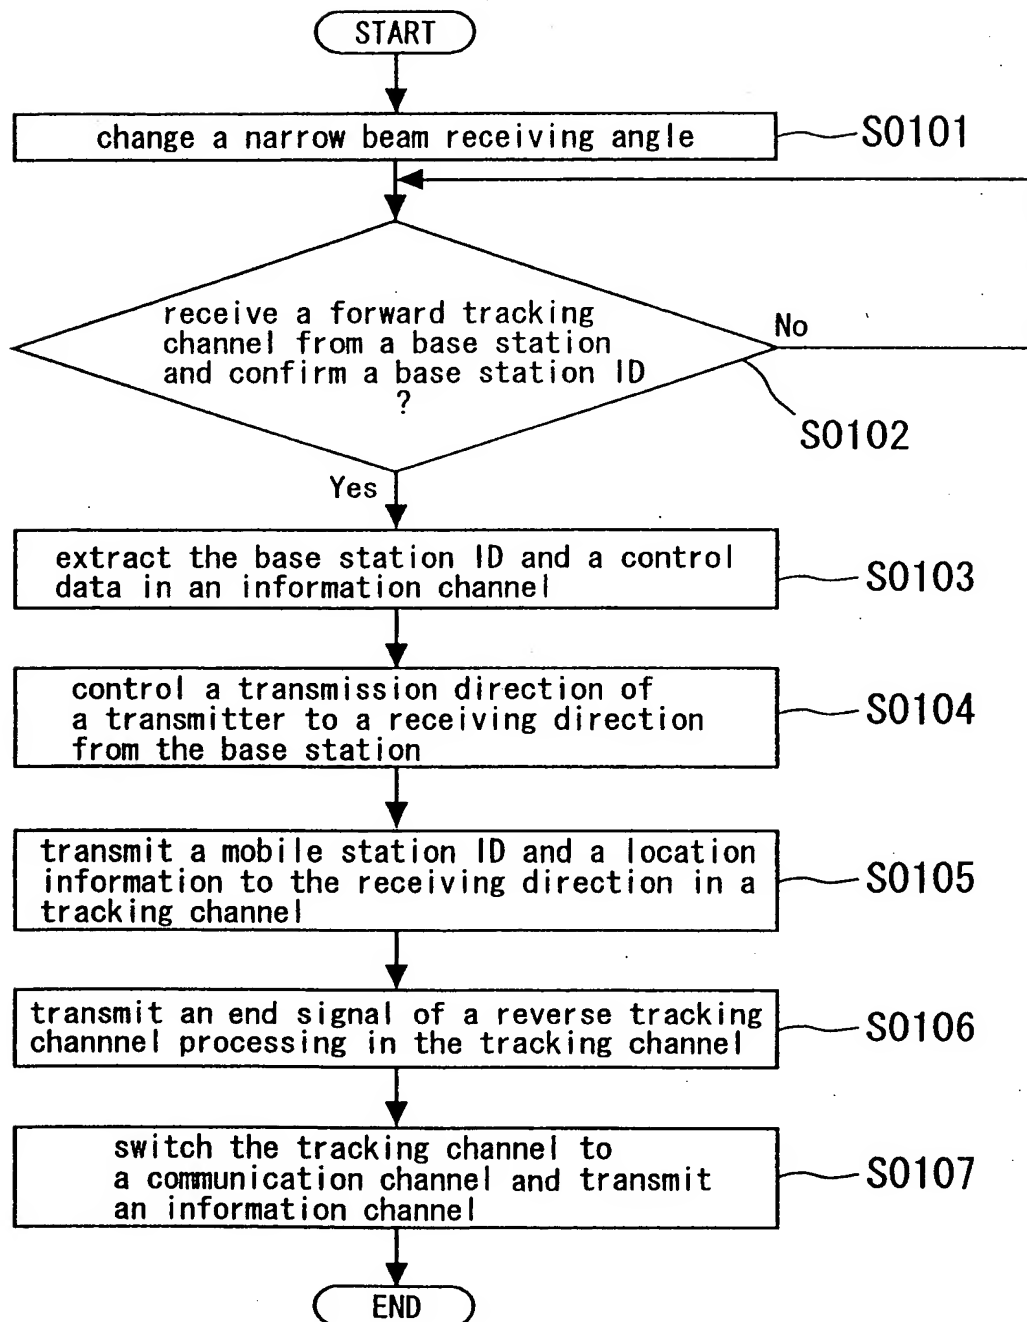 START
change a narrow beam receiving angle
S0101
receive a forward tracking
channel from a base station
and confirm a base station ID
?
No
S0102
Yes
extract the base station ID and a control
data in an information channel
S0103
control a transmission direction of
a transmitter to a receiving direction
from the base station
S0104
transmit a mobile station ID and a location
information to the receiving direction in a
tracking channel
S0105
transmit an end signal of a reverse tracking
channnel processing in the tracking channel
S0106
switch the tracking channel to
a communication channel and transmit
an information channel
S0107
END